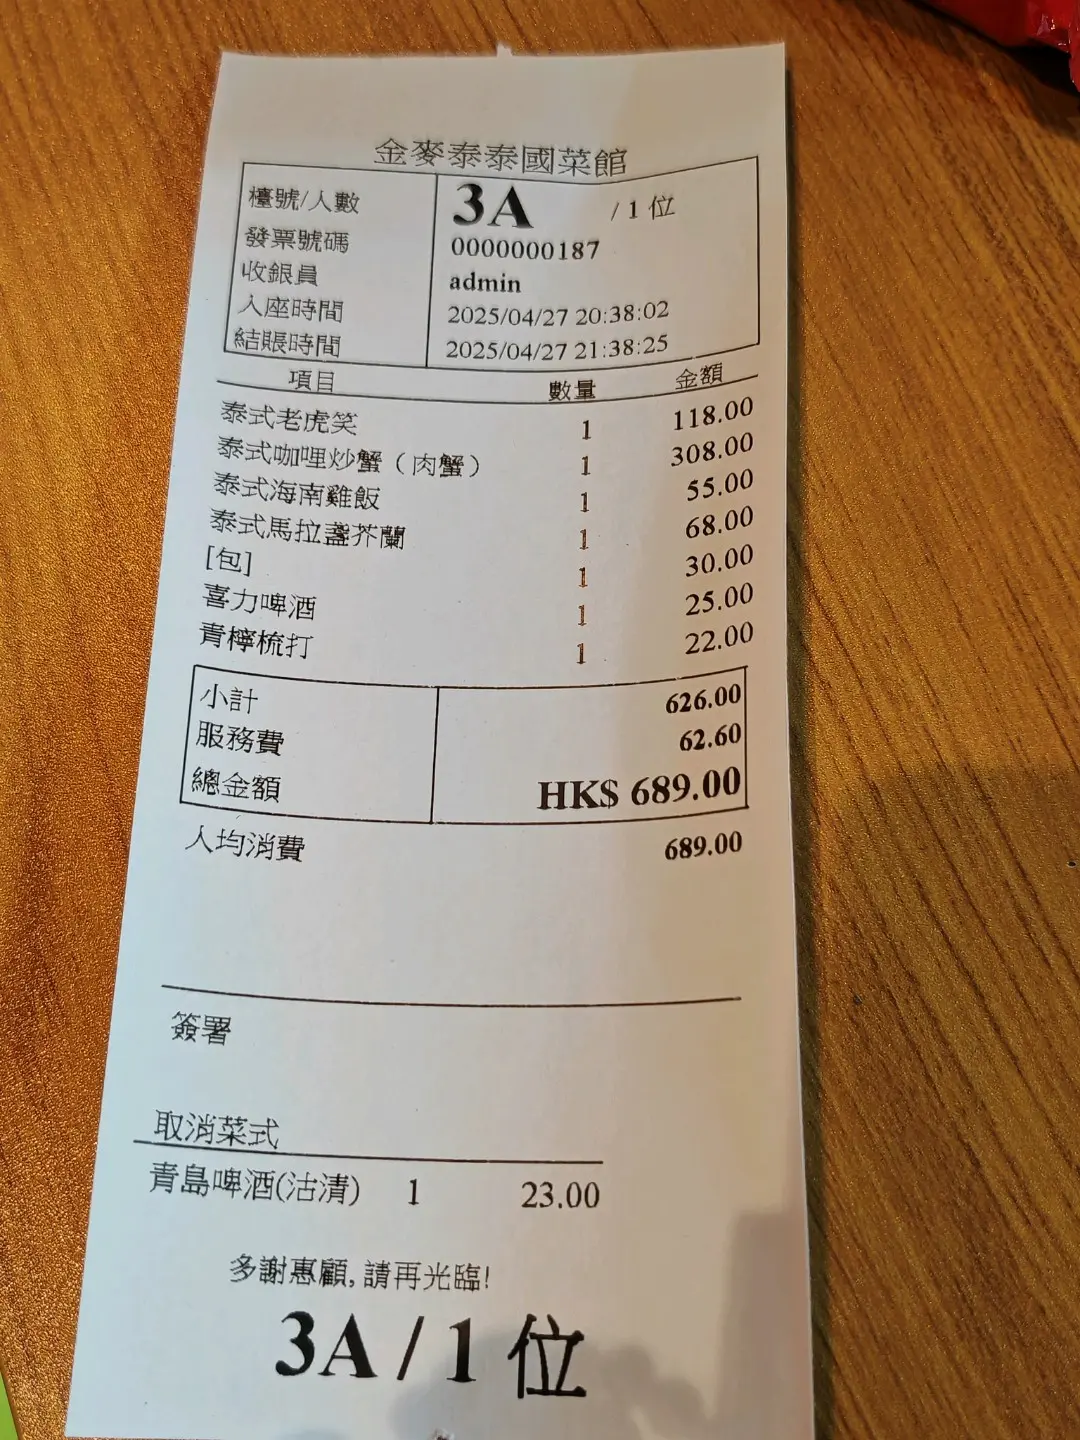 金麥泰泰國菜館
檯號/人數 3A / 1 位
發票號碼 0000000187
收銀員 admin
入座時間 2025/04/27 20:38:02
結賬時間 2025/04/27 21:38:25
項目 數量 金額
泰式老虎笑 1 118.00
泰式咖哩炒蟹（肉蟹） 1 308.00
泰式海南雞飯 1 55.00
泰式馬拉盞芥蘭 1 68.00
[包] 1 30.00
喜力啤酒 1 25.00
青檸梳打 1 22.00
小計 626.00
服務費 62.60
總金額 HK$ 689.00
人均消費 689.00
簽署
取消菜式
青島啤酒(沽清) 1 23.00
多謝惠顧, 請再光臨!
3A / 1 位